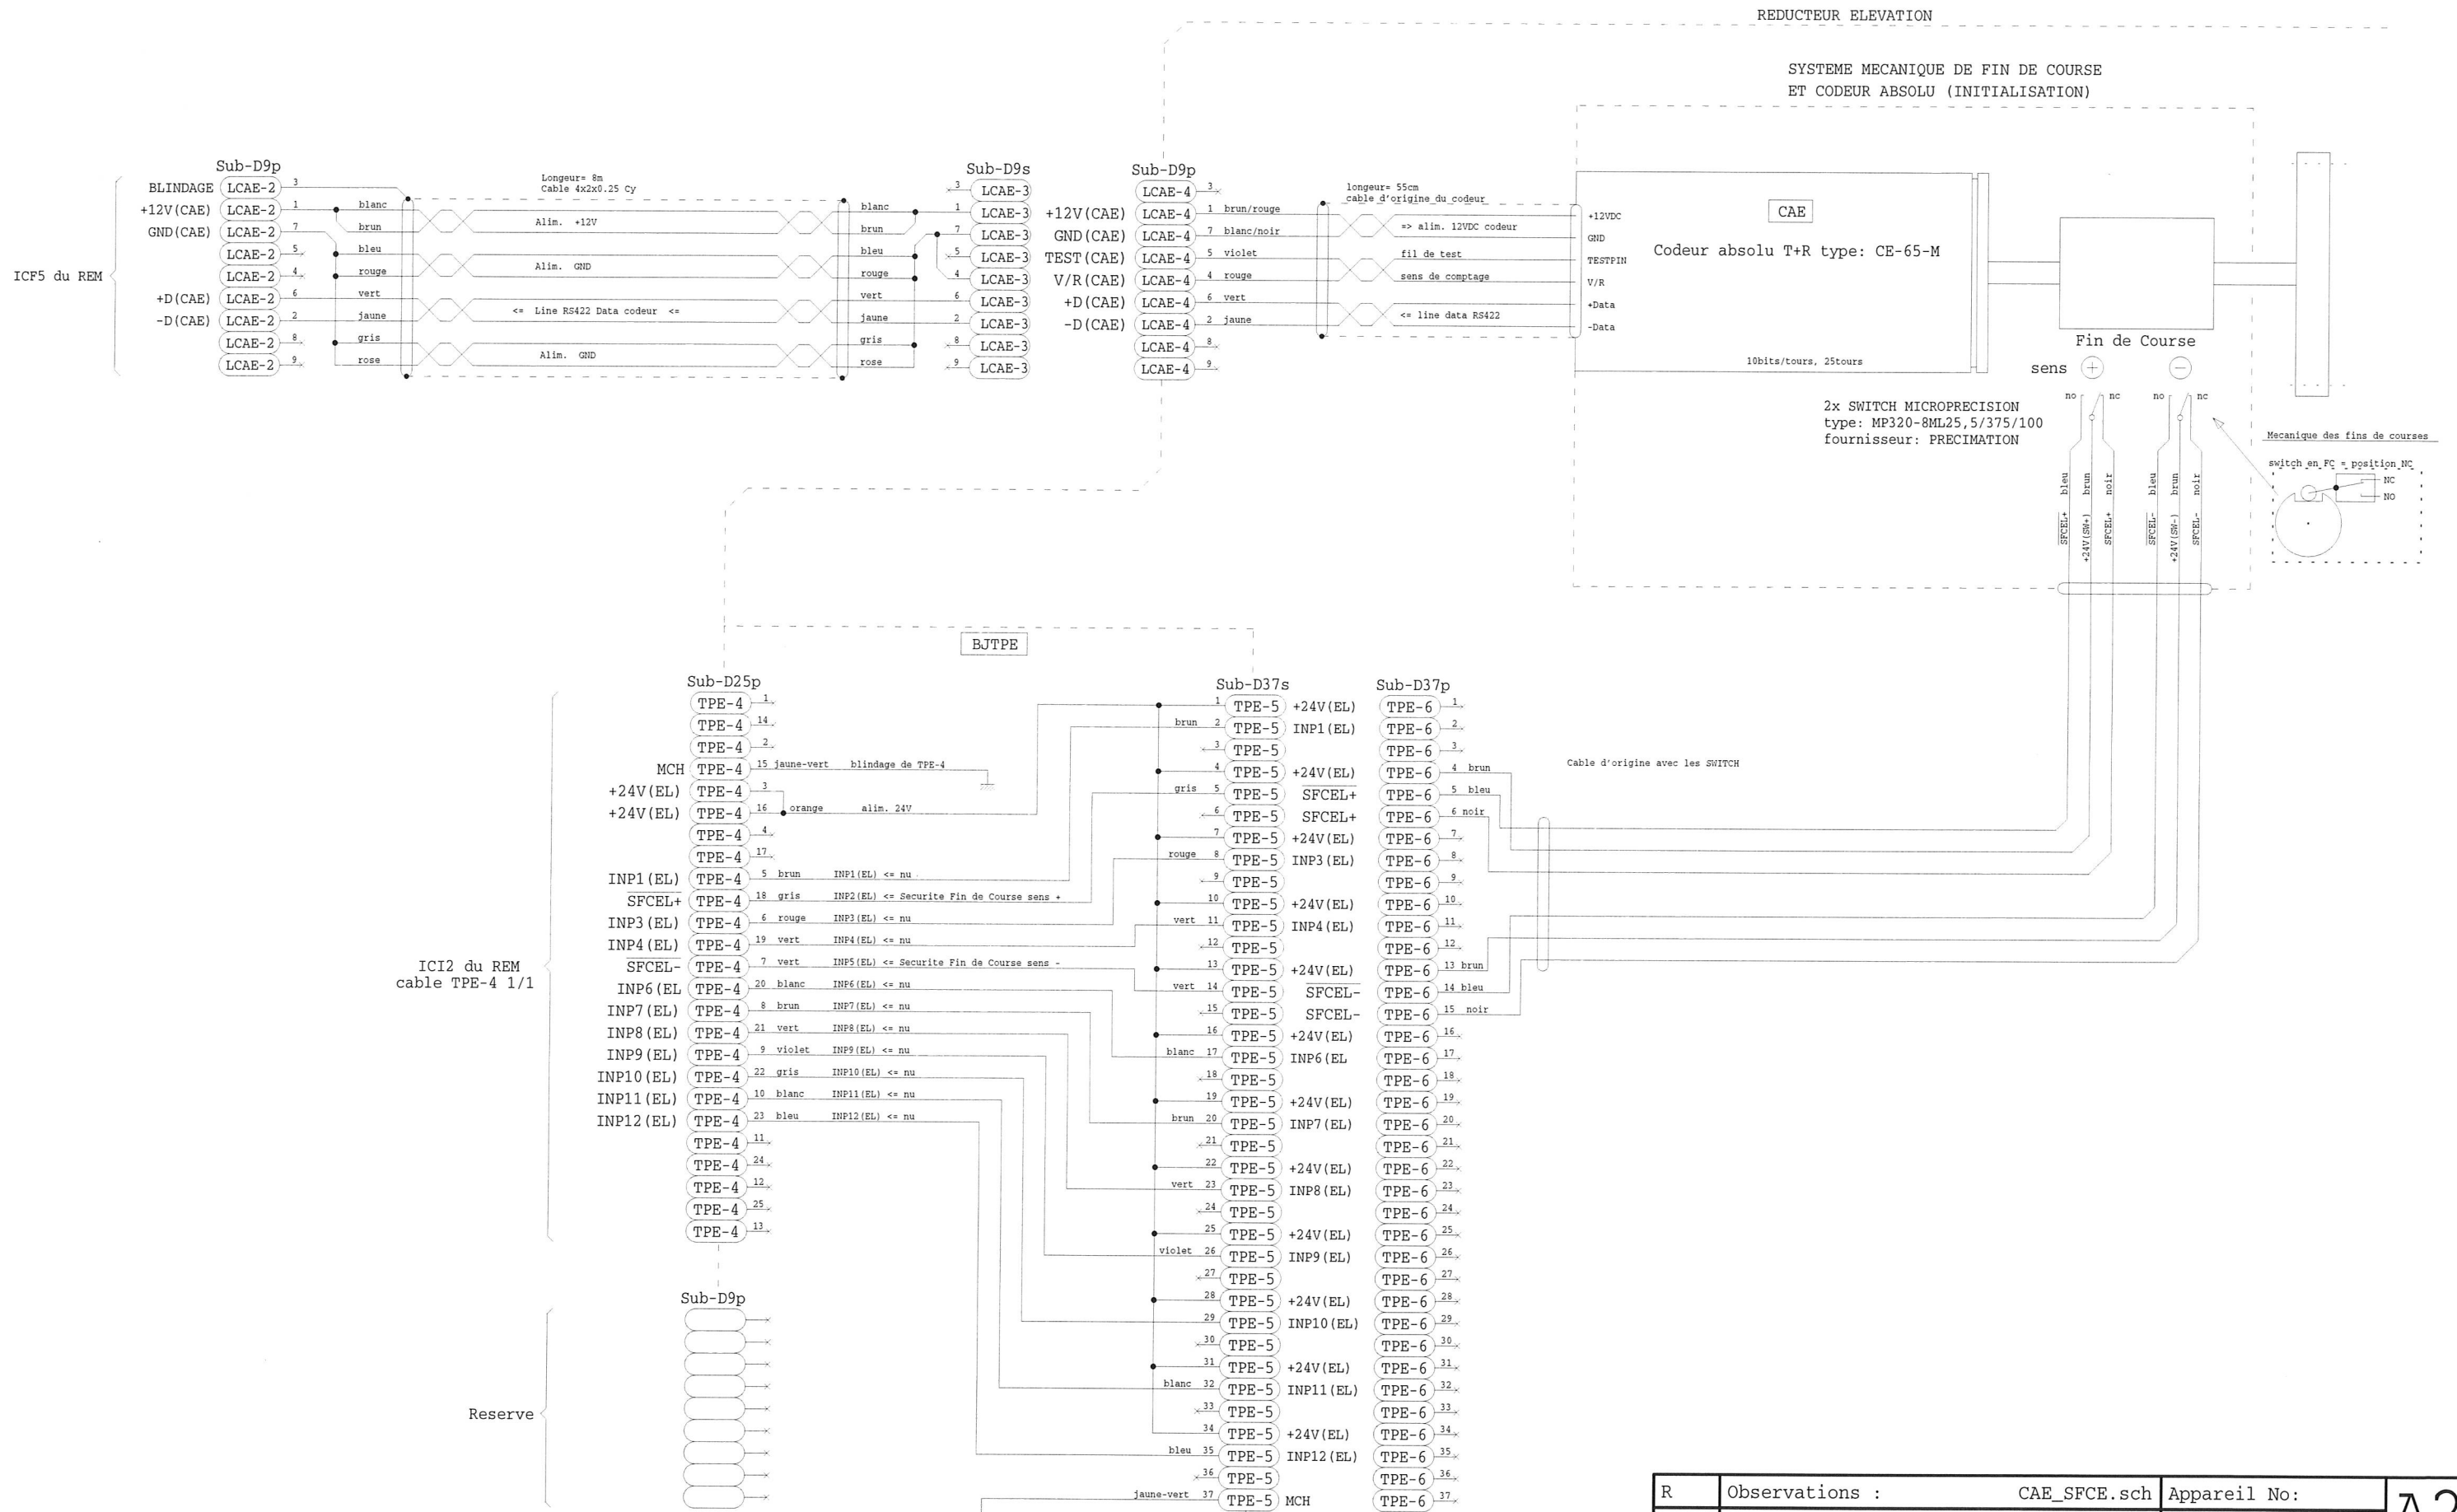 REDUCTEUR ELEVATION
SYSTEME MECANIQUE DE FIN DE COURSE
ET CODEUR ABSOLU (INITIALISATION)
ICF5 du REM
Sub-D9p
BLINDAGE LCAE-2 3
+12V(CAE) LCAE-2 1 blanc
brun
GND(CAE) LCAE-2 7
LCAE-2 5 bleu
LCAE-2 4 rouge
+D(CAE) LCAE-2 6 vert
-D(CAE) LCAE-2 2 jaune
LCAE-2 8 gris
LCAE-2 9 rose
Longeur= 8m
Cable 4x2x0.25 Cy
Alim. +12V
Alim. GND
<= Line RS422 Data codeur <=
Alim. GND
Sub-D9s
3 LCAE-3
blanc 1 LCAE-3
brun 7 LCAE-3
bleu 5 LCAE-3
rouge 4 LCAE-3
vert 6 LCAE-3
jaune 2 LCAE-3
gris 8 LCAE-3
rose 9 LCAE-3
Sub-D9p
LCAE-4 3
+12V(CAE) LCAE-4 1 brun/rouge
GND(CAE) LCAE-4 7 blanc/noir
TEST(CAE) LCAE-4 5 violet
V/R(CAE) LCAE-4 4 rouge
+D(CAE) LCAE-4 6 vert
-D(CAE) LCAE-4 2 jaune
LCAE-4 8
LCAE-4 9
longeur= 55cm
cable d'origine du codeur
=> alim. 12VDC codeur
fil de test
sens de comptage
<= line data RS422
+12VDC
GND
TESTPIN
V/R
+Data
-Data
CAE
Codeur absolu T+R type: CE-65-M
10bits/tours, 25tours
Fin de Course
sens + -
no nc no nc
2x SWITCH MICROPRECISION
type: MP320-8ML25,5/375/100
fournisseur: PRECIMATION
Mecanique des fins de courses
switch en FC = position NC
NC
NO
SFCEL+ bleu
+24V(SW+) brun
SFCEL+ noir
SFCEL- bleu
+24V(SW-) brun
SFCEL- noir
BJTPE
ICI2 du REM
cable TPE-4 1/1
Sub-D25p
TPE-4 1
TPE-4 14
TPE-4 2
MCH TPE-4 15 jaune-vert blindage de TPE-4
+24V(EL) TPE-4 3
+24V(EL) TPE-4 16 orange alim. 24V
TPE-4 4
TPE-4 17
INP1(EL) TPE-4 5 brun INP1(EL) <= nu
SFCEL+ TPE-4 18 gris INP2(EL) <= Securite Fin de Course sens +
INP3(EL) TPE-4 6 rouge INP3(EL) <= nu
INP4(EL) TPE-4 19 vert INP4(EL) <= nu
SFCEL- TPE-4 7 vert INP5(EL) <= Securite Fin de Course sens -
INP6(EL TPE-4 20 blanc INP6(EL) <= nu
INP7(EL) TPE-4 8 brun INP7(EL) <= nu
INP8(EL) TPE-4 21 vert INP8(EL) <= nu
INP9(EL) TPE-4 9 violet INP9(EL) <= nu
INP10(EL) TPE-4 22 gris INP10(EL) <= nu
INP11(EL) TPE-4 10 blanc INP11(EL) <= nu
INP12(EL) TPE-4 23 bleu INP12(EL) <= nu
TPE-4 11
TPE-4 24
TPE-4 12
TPE-4 25
TPE-4 13
Sub-D9p
Reserve
Sub-D37s
1 TPE-5 +24V(EL)
brun 2 TPE-5 INP1(EL)
3 TPE-5
4 TPE-5 +24V(EL)
gris 5 TPE-5 SFCEL+
6 TPE-5 SFCEL+
7 TPE-5 +24V(EL)
rouge 8 TPE-5 INP3(EL)
9 TPE-5
10 TPE-5 +24V(EL)
vert 11 TPE-5 INP4(EL)
12 TPE-5
13 TPE-5 +24V(EL)
vert 14 TPE-5 SFCEL-
15 TPE-5 SFCEL-
16 TPE-5 +24V(EL)
blanc 17 TPE-5 INP6(EL
18 TPE-5
19 TPE-5 +24V(EL)
brun 20 TPE-5 INP7(EL)
21 TPE-5
22 TPE-5 +24V(EL)
vert 23 TPE-5 INP8(EL)
24 TPE-5
25 TPE-5 +24V(EL)
violet 26 TPE-5 INP9(EL)
27 TPE-5
28 TPE-5 +24V(EL)
29 TPE-5 INP10(EL)
30 TPE-5
31 TPE-5 +24V(EL)
blanc 32 TPE-5 INP11(EL)
33 TPE-5
34 TPE-5 +24V(EL)
bleu 35 TPE-5 INP12(EL)
36 TPE-5
jaune-vert 37 TPE-5 MCH
Sub-D37p
TPE-6 1
TPE-6 2
TPE-6 3
TPE-6 4 brun
TPE-6 5 bleu
TPE-6 6 noir
TPE-6 7
TPE-6 8
TPE-6 9
TPE-6 10
TPE-6 11
TPE-6 12
TPE-6 13 brun
TPE-6 14 bleu
TPE-6 15 noir
TPE-6 16
TPE-6 17
TPE-6 18
TPE-6 19
TPE-6 20
TPE-6 21
TPE-6 22
TPE-6 23
TPE-6 24
TPE-6 25
TPE-6 26
TPE-6 27
TPE-6 28
TPE-6 29
TPE-6 30
TPE-6 31
TPE-6 32
TPE-6 33
TPE-6 34
TPE-6 35
TPE-6 36
TPE-6 37
Cable d'origine avec les SWITCH
R Observations : CAE_SFCE.sch Appareil No: